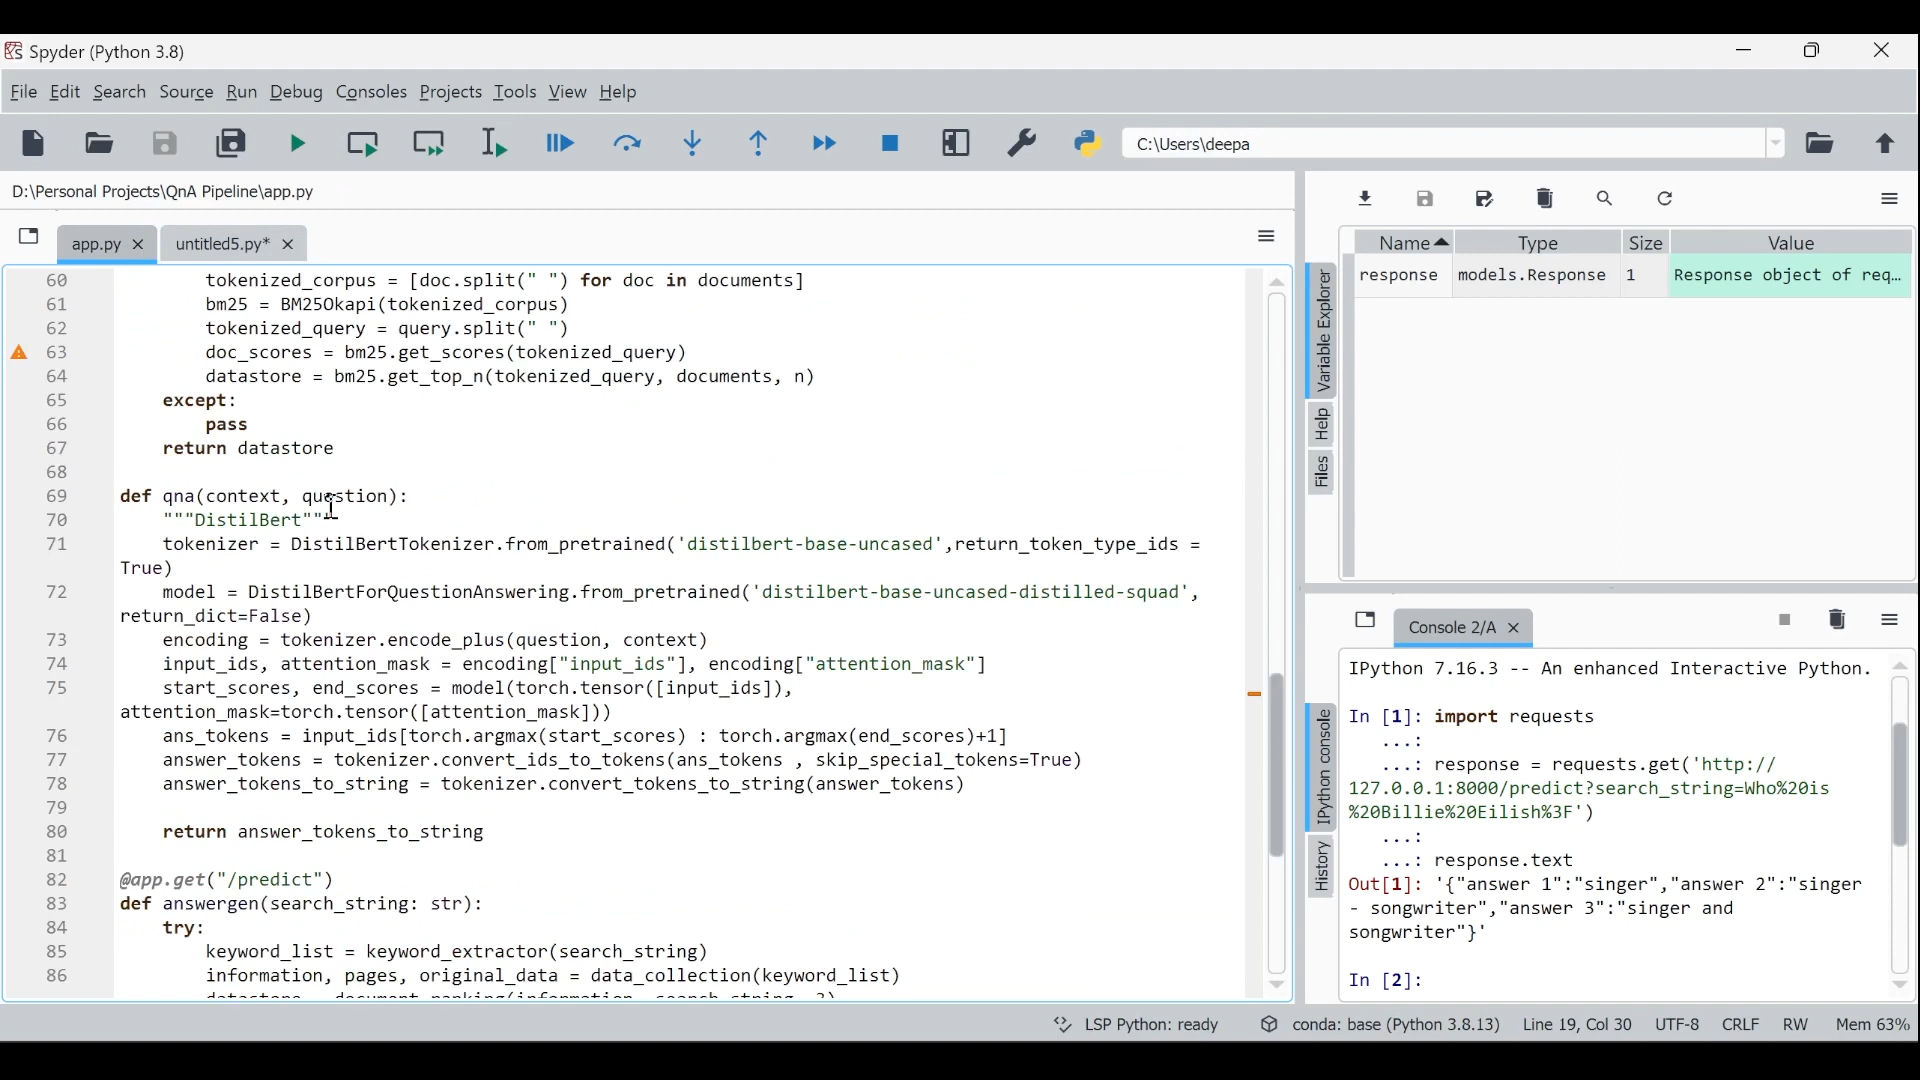 Spyder (Python 3.8)
File Edit Search Source Run Debug Consoles Projects Tools View Help
C:\Users\deepa
D:\Personal Projects\QnA Pipeline\app.py
app.py untitled5.py*
60 tokenized_corpus = [doc.split(" ") for doc in documents]
61 bm25 = BM25Okapi(tokenized_corpus)
62 tokenized_query = query.split(" ")
63 doc_scores = bm25.get_scores(tokenized_query)
64 datastore = bm25.get_top_n(tokenized_query, documents, n)
65 except:
66 pass
67 return datastore
68
69 def qna(context, question):
70 """DistilBert"""
71 tokenizer = DistilBertTokenizer.from_pretrained('distilbert-base-uncased',return_token_type_ids =
True)
72 model = DistilBertForQuestionAnswering.from_pretrained('distilbert-base-uncased-distilled-squad',
return_dict=False)
73 encoding = tokenizer.encode_plus(question, context)
74 input_ids, attention_mask = encoding["input_ids"], encoding["attention_mask"]
75 start_scores, end_scores = model(torch.tensor([input_ids]),
attention_mask=torch.tensor([attention_mask]))
76 ans_tokens = input_ids[torch.argmax(start_scores) : torch.argmax(end_scores)+1]
77 answer_tokens = tokenizer.convert_ids_to_tokens(ans_tokens , skip_special_tokens=True)
78 answer_tokens_to_string = tokenizer.convert_tokens_to_string(answer_tokens)
79
80 return answer_tokens_to_string
81
82 @app.get("/predict")
83 def answergen(search_string: str):
84 try:
85 keyword_list = keyword_extractor(search_string)
86 information, pages, original_data = data_collection(keyword_list)
Name Type Size Value
response models.Response 1 Response object of req...
Variable Explorer
Help
Files
Console 2/A
IPython 7.16.3 -- An enhanced Interactive Python.
In [1]: import requests
...:
...: response = requests.get('http://
127.0.0.1:8000/predict?search_string=Who%20is
%20Billie%20Eilish%3F')
...:
...: response.text
Out[1]: '{"answer 1":"singer","answer 2":"singer
- songwriter","answer 3":"singer and
songwriter"}'
In [2]:
IPython console
History
LSP Python: ready conda: base (Python 3.8.13) Line 19, Col 30 UTF-8 CRLF RW Mem 63%